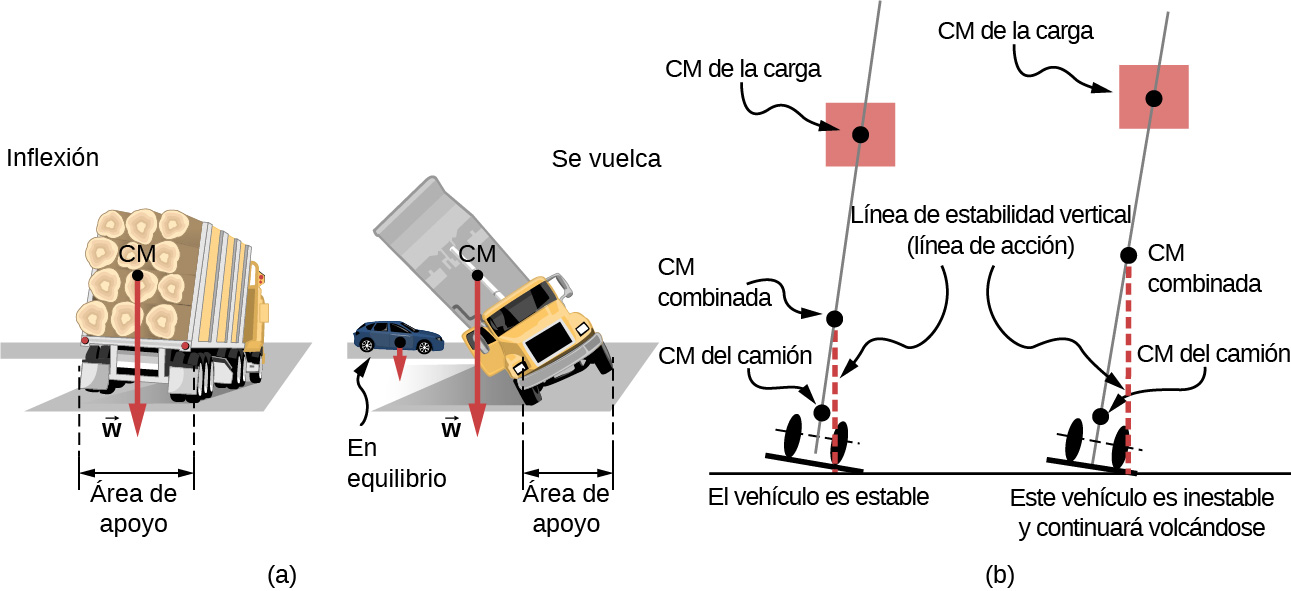 Inflexión
CM
w
Área de
apoyo
Se vuelca
CM
w
En
equilibrio
Área de
apoyo
(a)
CM de la carga
CM de la carga
Línea de estabilidad vertical
(línea de acción)
CM
combinada
CM
combinada
CM del camión
CM del camión
El vehículo es estable
Este vehículo es inestable
y continuará volcándose
(b)